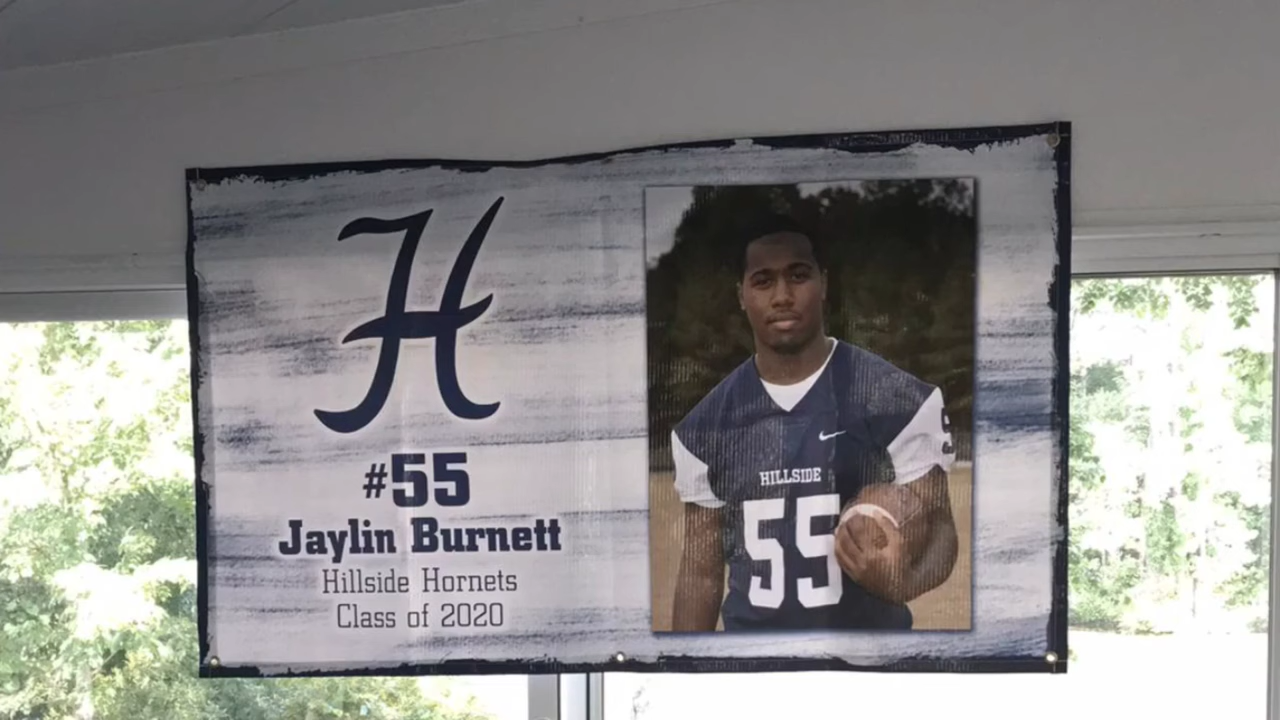 H
#55
Jaylin Burnett
Hillside Hornets
Class of 2020
HILLSIDE
55